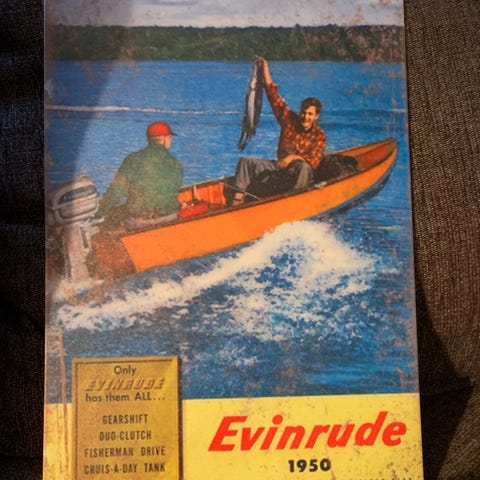 Only
EVINRUDE
has them ALL...
GEARSHIFT
DUO-CLUTCH
FISHERMAN DRIVE
CRUIS-A-DAY TANK
Evinrude
1950